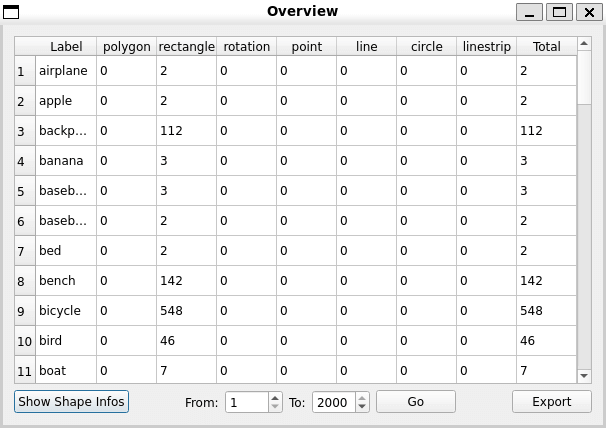 Overview
Label polygon rectangle rotation point line circle linestrip Total
1 airplane 0 2 0 0 0 0 0 2
2 apple 0 2 0 0 0 0 0 2
3 backp... 0 112 0 0 0 0 0 112
4 banana 0 3 0 0 0 0 0 3
5 baseb... 0 3 0 0 0 0 0 3
6 baseb... 0 2 0 0 0 0 0 2
7 bed 0 2 0 0 0 0 0 2
8 bench 0 142 0 0 0 0 0 142
9 bicycle 0 548 0 0 0 0 0 548
10 bird 0 46 0 0 0 0 0 46
11 boat 0 7 0 0 0 0 0 7
Show Shape Infos From: 1 To: 2000 Go Export